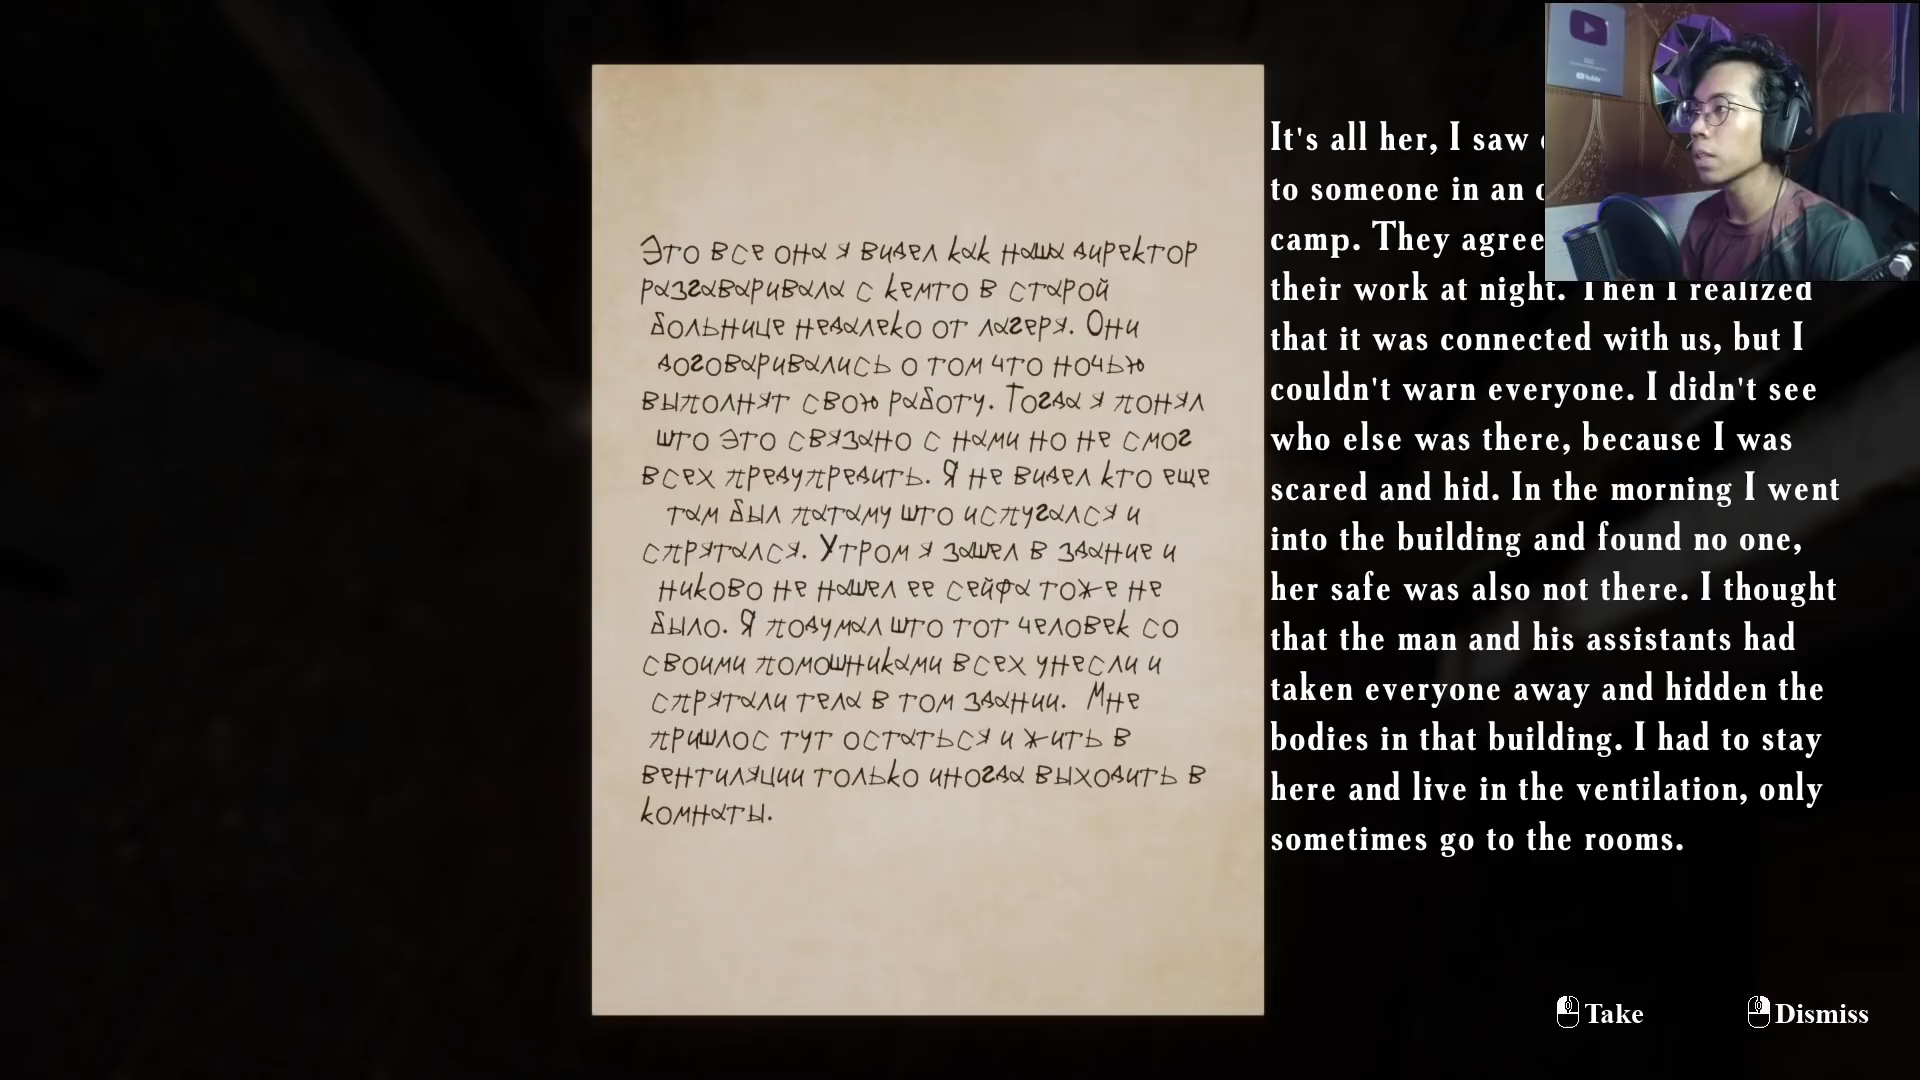 Это все она я видел как наша директор
разгаваривала с кемто в старой
больнице недалеко от лагеря. Они
договаривались о том что ночью
выполнят свою работу. Тогда я понял
што это связано с нами но не смог
всех предупредить. Я не видел кто еще
там был патаму што испугался и
спрятался. Утром я зашел в здание и
никово не нашел ее сейфа тоже не
было. Я подумал што тот человек со
своими помошниками всех унесли и
спрятали тела в том здании. Мне
пришлос тут остаться и жить в
вентиляции только иногда выходить в
комнаты.
It's all her, I saw
to someone in an
camp. They agree
their work at night. Then I realized
that it was connected with us, but I
couldn't warn everyone. I didn't see
who else was there, because I was
scared and hid. In the morning I went
into the building and found no one,
her safe was also not there. I thought
that the man and his assistants had
taken everyone away and hidden the
bodies in that building. I had to stay
here and live in the ventilation, only
sometimes go to the rooms.
Take
Dismiss